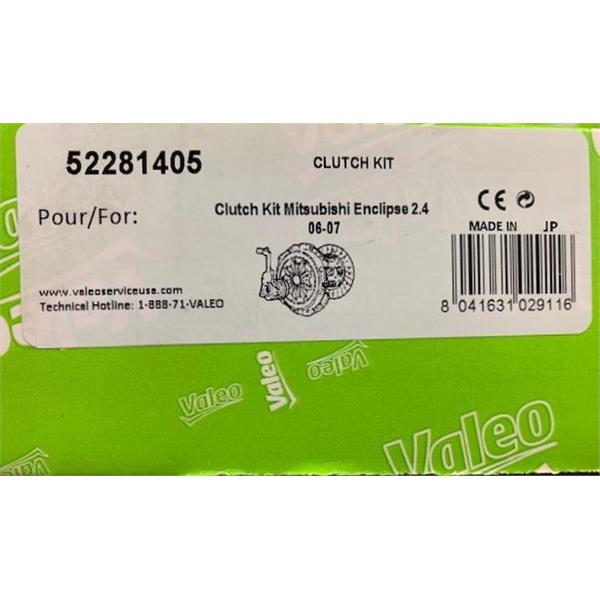 52281405
CLUTCH KIT
Pour/For:
Clutch Kit Mitsubishi Enclipse 2.4
06-07
CE
MADE IN JP
www.valeoserviceusa.com
Technical Hotline: 1-888-71-VALEO
8 041631 029116
Valeo
Valeo
Valeo
Valeo
Valeo